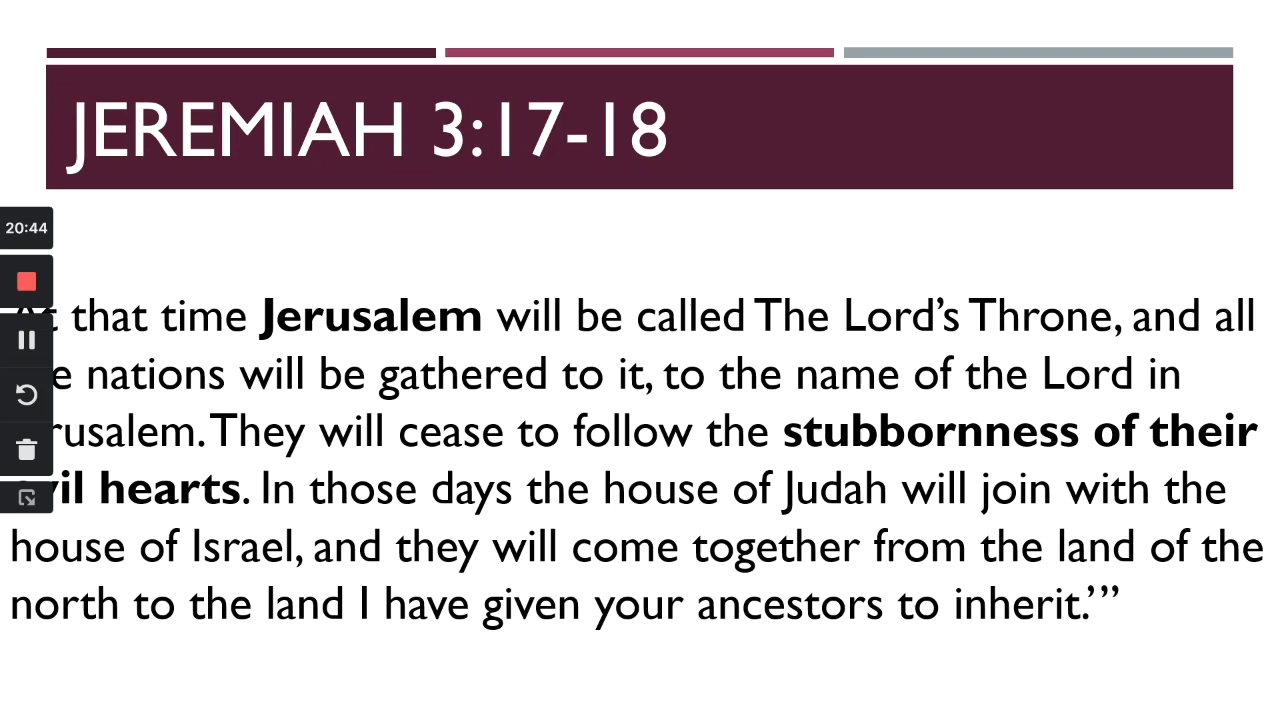 JEREMIAH 3:17-18
20:44
that time Jerusalem will be called The Lord’s Throne, and all
nations will be gathered to it, to the name of the Lord in
They will cease to follow the stubbornness of their
hearts. In those days the house of Judah will join with the
house of Israel, and they will come together from the land of the
north to the land I have given your ancestors to inherit.’”